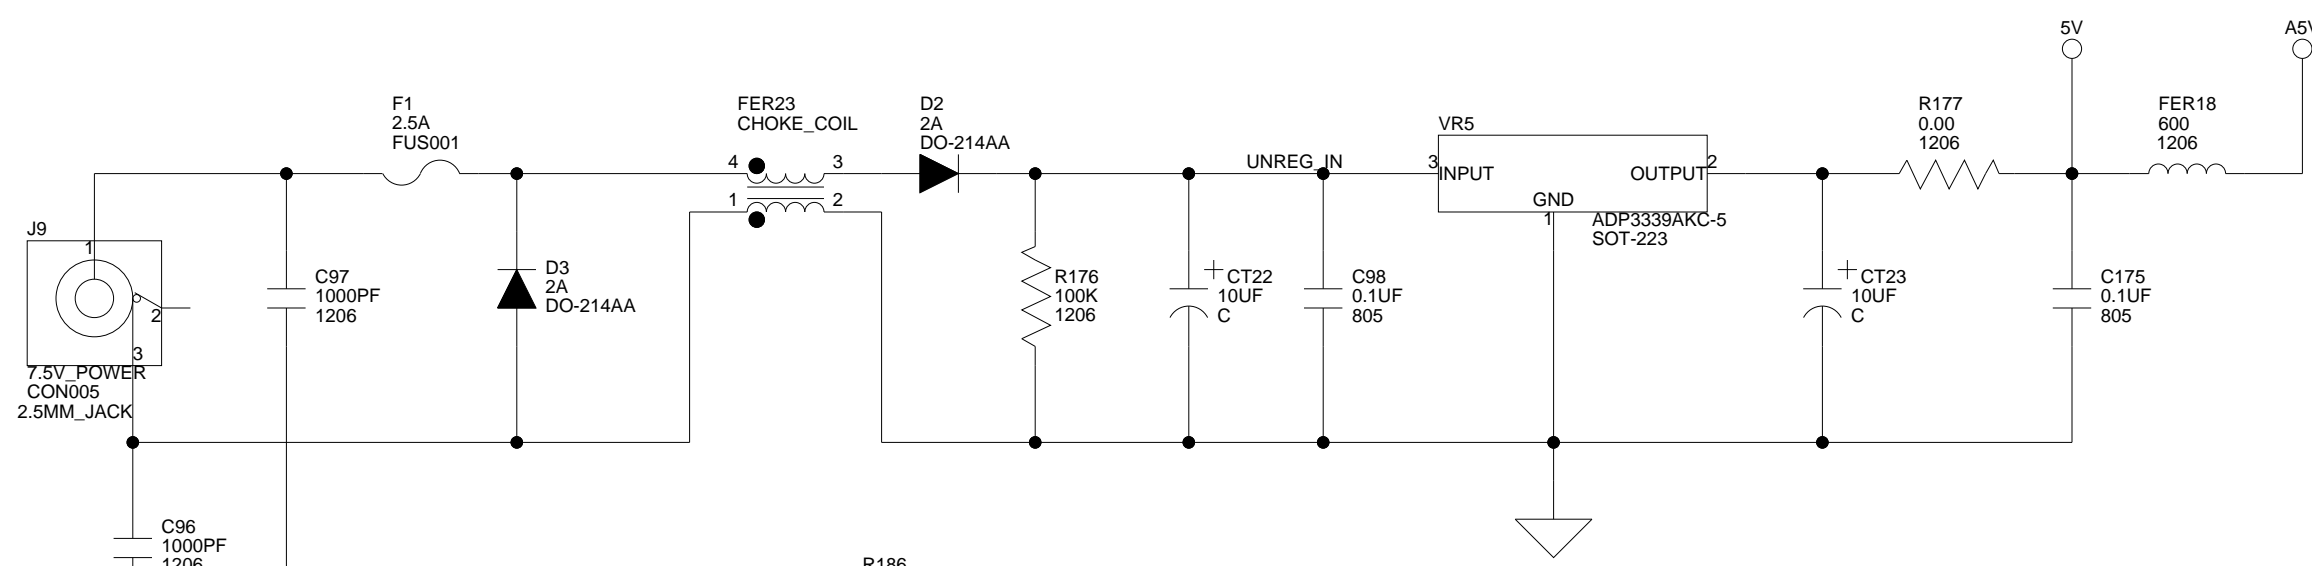 5V
A5V
F1
2.5A
FUS001
FER23
CHOKE_COIL
D2
2A
DO-214AA
R177
0.00
1206
FER18
600
1206
VR5
4
3
1
2
UNREG_IN
3
INPUT
OUTPUT
2
GND
1
ADP3339AKC-5
SOT-223
J9
1
2
3
7.5V_POWER
CON005
2.5MM_JACK
C97
1000PF
1206
D3
2A
DO-214AA
R176
100K
1206
+
CT22
10UF
C
C98
0.1UF
805
+
CT23
10UF
C
C175
0.1UF
805
C96
1000PF
1206
R186